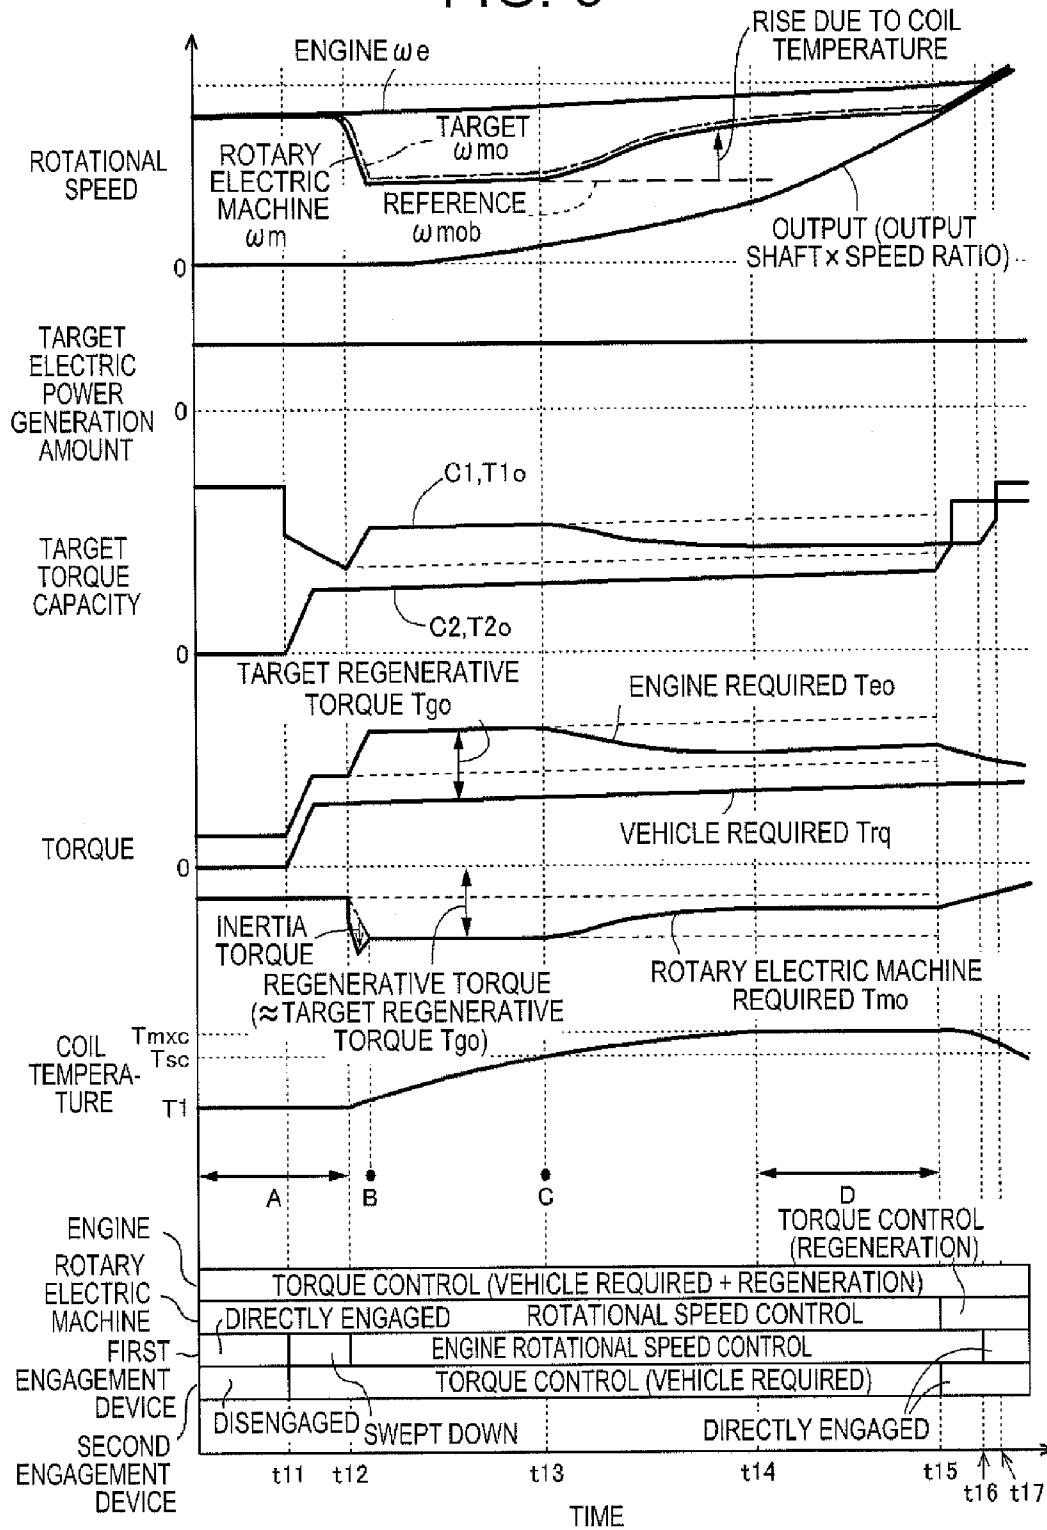 RISE DUE TO COIL
TEMPERATURE
ENGINE ωe
TARGET
ωmo
ROTARY
ELECTRIC
MACHINE
ωm
ROTATIONAL
SPEED
REFERENCE
ωmob
OUTPUT (OUTPUT
SHAFT × SPEED RATIO)
0
TARGET
ELECTRIC
POWER
GENERATION
AMOUNT
0
C1,T1o
TARGET
TORQUE
CAPACITY
C2,T2o
0
TARGET REGENERATIVE
TORQUE Tgo
ENGINE REQUIRED Teo
VEHICLE REQUIRED Trq
TORQUE
0
INERTIA
TORQUE
REGENERATIVE TORQUE
(≈TARGET REGENERATIVE
TORQUE Tgo)
ROTARY ELECTRIC MACHINE
REQUIRED Tmo
COIL
TEMPERA-
TURE
Tmxc
Tsc
T1
A
B
C
D
TORQUE CONTROL
(REGENERATION)
ENGINE
TORQUE CONTROL (VEHICLE REQUIRED + REGENERATION)
ROTARY
ELECTRIC
MACHINE
DIRECTLY ENGAGED
ROTATIONAL SPEED CONTROL
FIRST
ENGAGEMENT
DEVICE
ENGINE ROTATIONAL SPEED CONTROL
TORQUE CONTROL (VEHICLE REQUIRED)
DISENGAGED
SWEPT DOWN
DIRECTLY ENGAGED
SECOND
ENGAGEMENT
DEVICE
t11
t12
t13
t14
t15
t16
t17
TIME